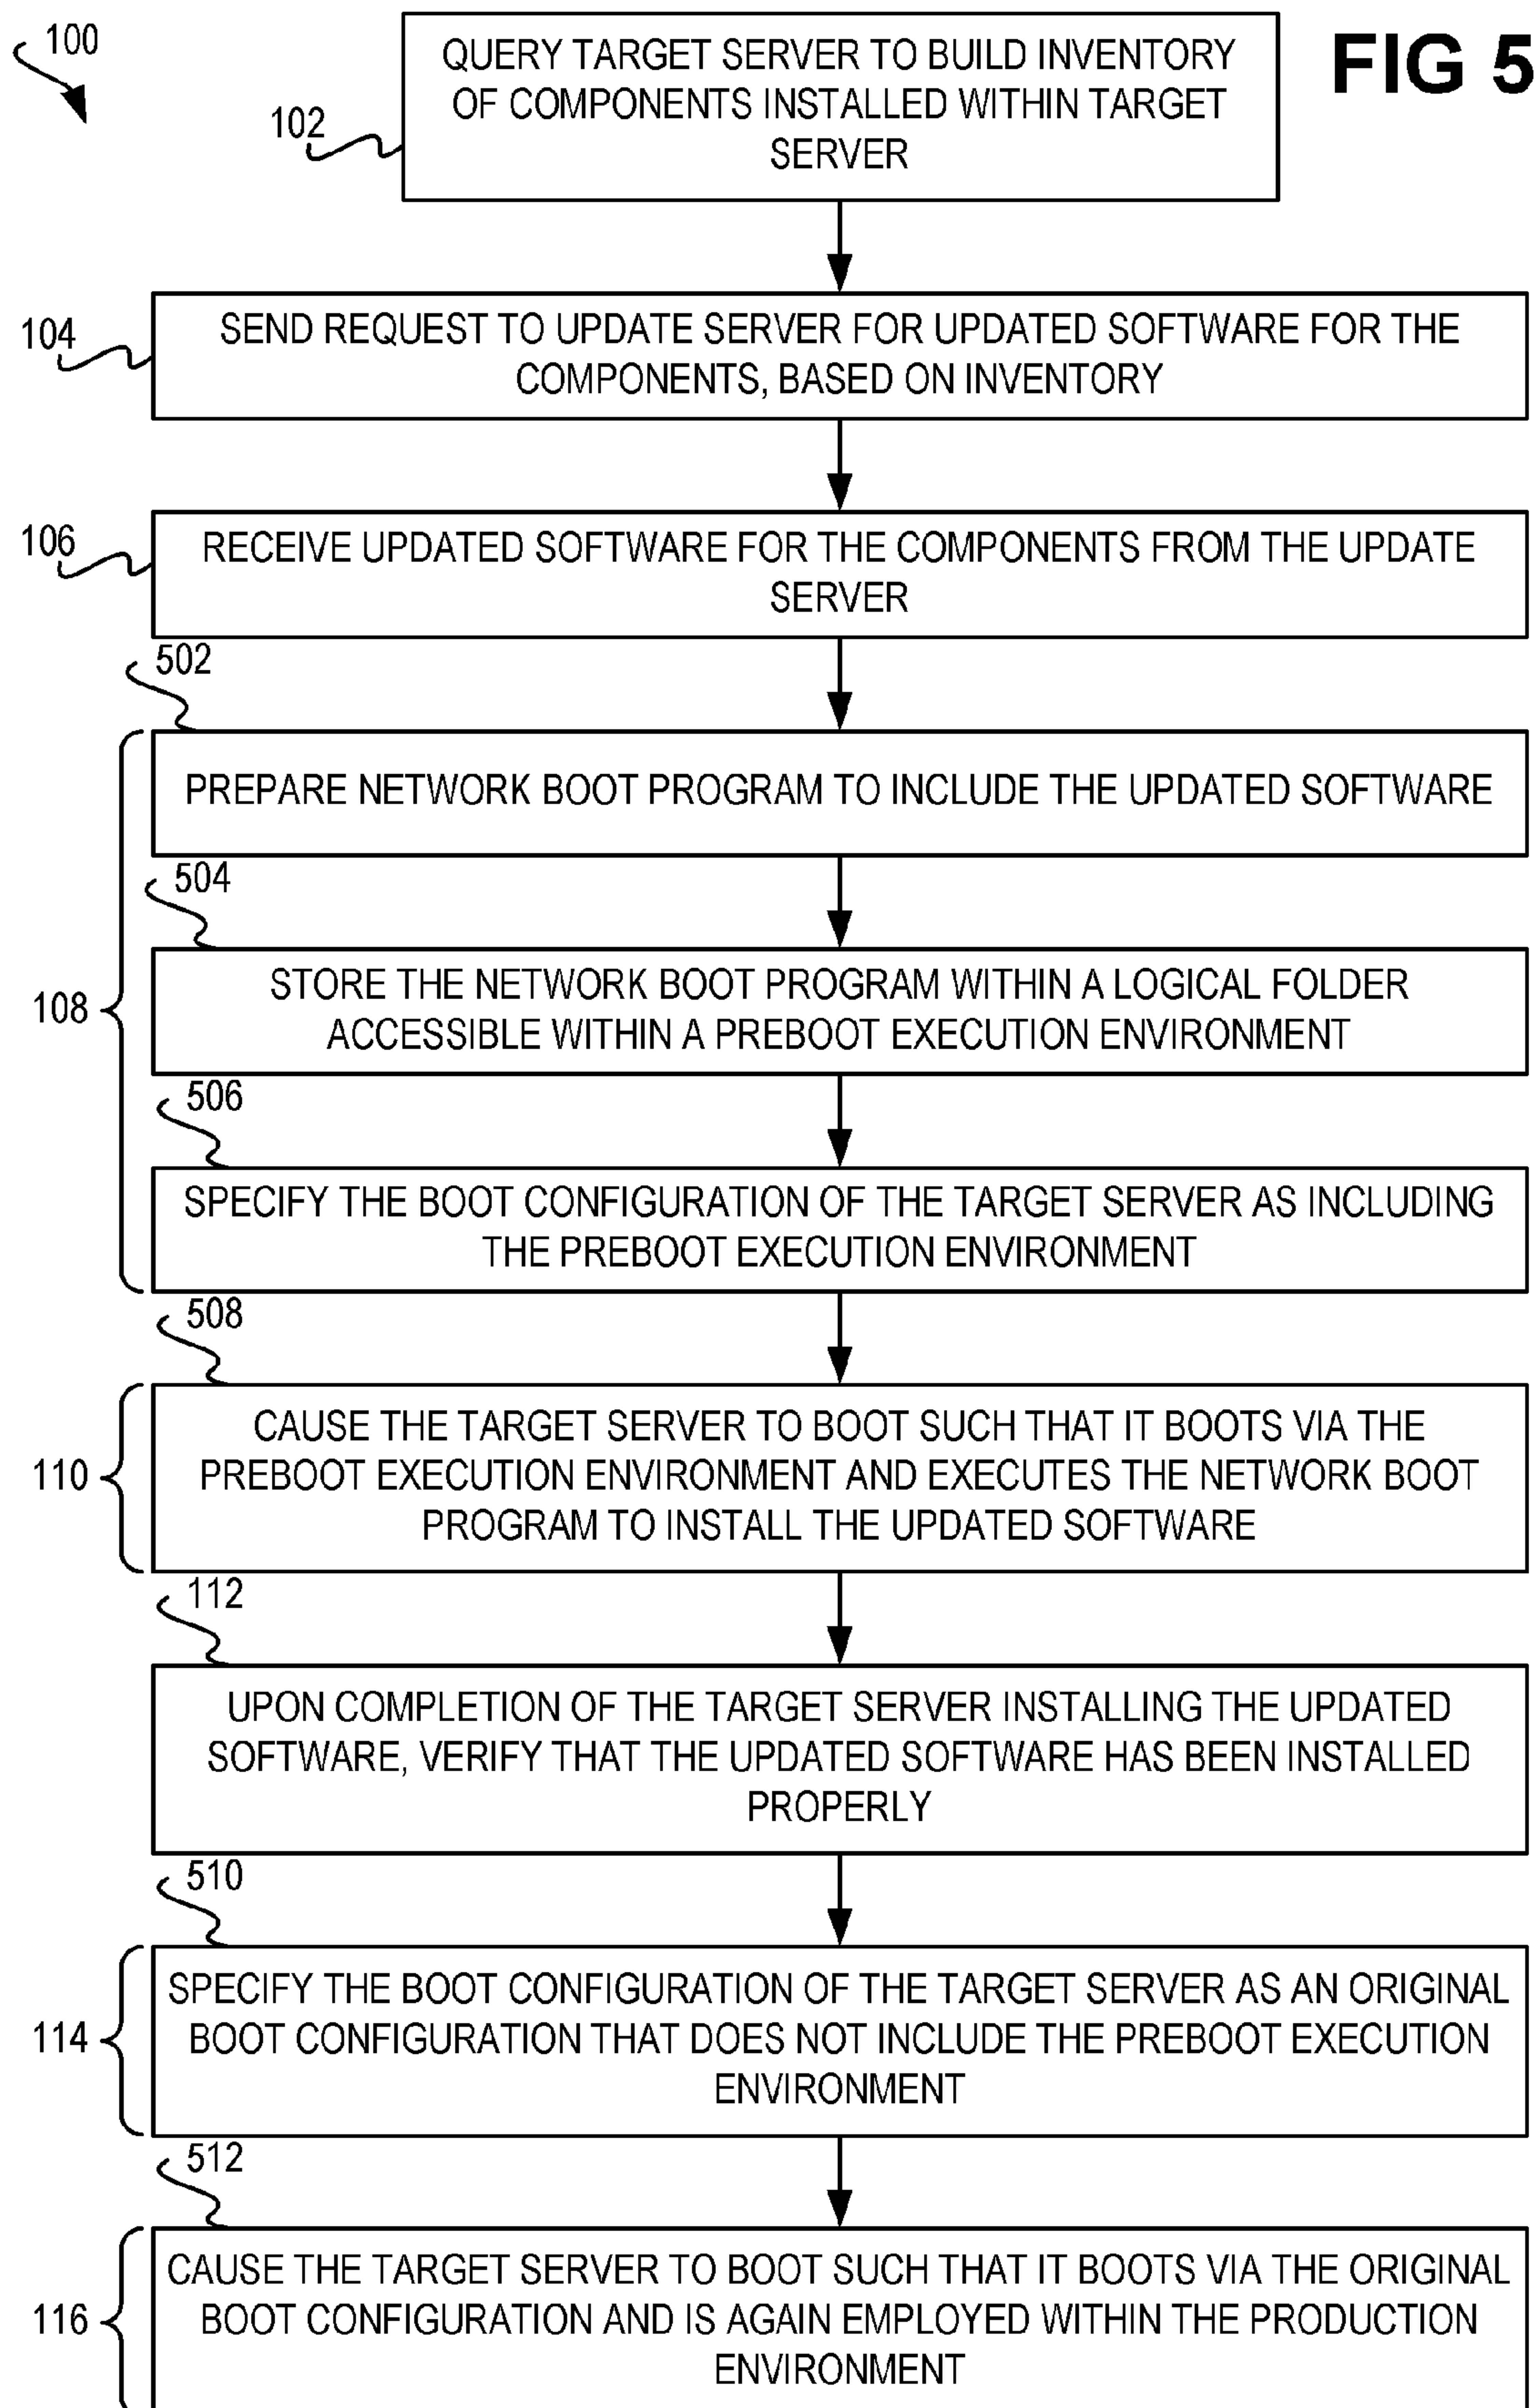 100
FIG 5
QUERY TARGET SERVER TO BUILD INVENTORY
OF COMPONENTS INSTALLED WITHIN TARGET
SERVER
102
104
SEND REQUEST TO UPDATE SERVER FOR UPDATED SOFTWARE FOR THE
COMPONENTS, BASED ON INVENTORY
106
RECEIVE UPDATED SOFTWARE FOR THE COMPONENTS FROM THE UPDATE
SERVER
502
PREPARE NETWORK BOOT PROGRAM TO INCLUDE THE UPDATED SOFTWARE
504
108
STORE THE NETWORK BOOT PROGRAM WITHIN A LOGICAL FOLDER
ACCESSIBLE WITHIN A PREBOOT EXECUTION ENVIRONMENT
506
SPECIFY THE BOOT CONFIGURATION OF THE TARGET SERVER AS INCLUDING
THE PREBOOT EXECUTION ENVIRONMENT
508
110
CAUSE THE TARGET SERVER TO BOOT SUCH THAT IT BOOTS VIA THE
PREBOOT EXECUTION ENVIRONMENT AND EXECUTES THE NETWORK BOOT
PROGRAM TO INSTALL THE UPDATED SOFTWARE
112
UPON COMPLETION OF THE TARGET SERVER INSTALLING THE UPDATED
SOFTWARE, VERIFY THAT THE UPDATED SOFTWARE HAS BEEN INSTALLED
PROPERLY
510
114
SPECIFY THE BOOT CONFIGURATION OF THE TARGET SERVER AS AN ORIGINAL
BOOT CONFIGURATION THAT DOES NOT INCLUDE THE PREBOOT EXECUTION
ENVIRONMENT
512
116
CAUSE THE TARGET SERVER TO BOOT SUCH THAT IT BOOTS VIA THE ORIGINAL
BOOT CONFIGURATION AND IS AGAIN EMPLOYED WITHIN THE PRODUCTION
ENVIRONMENT